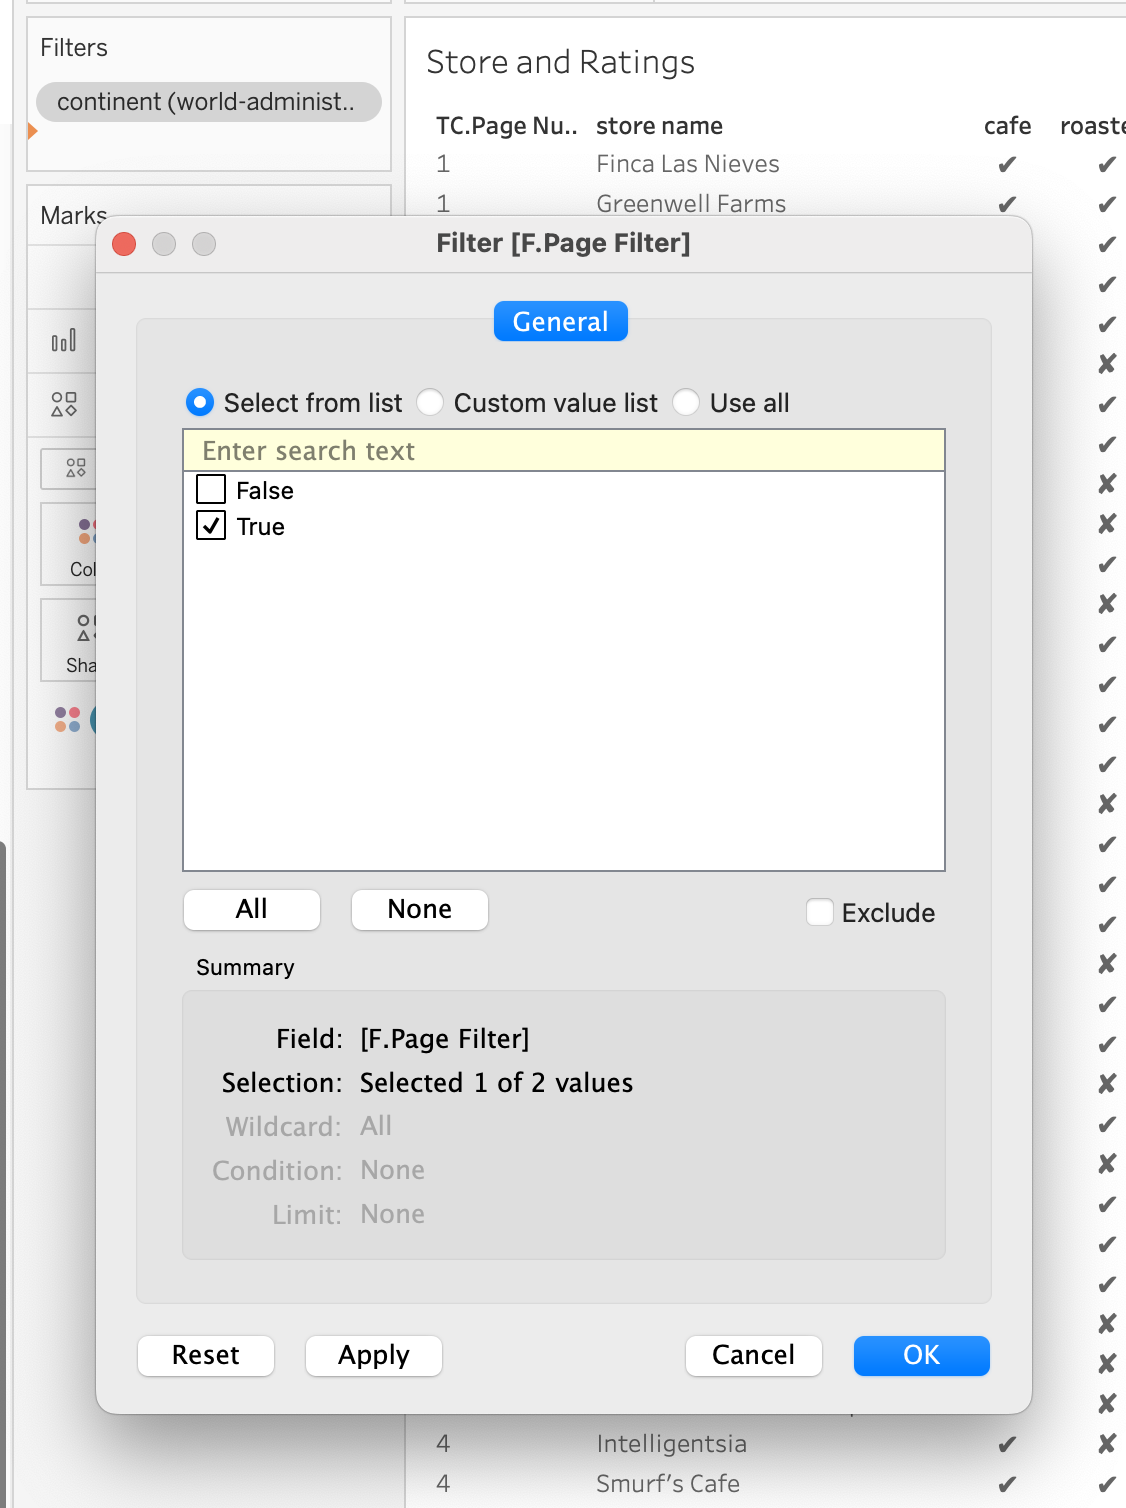 Filters
continent (world-administ..
Marks
Col
Sha
Store and Ratings
TC.Page Nu.. store name cafe roaste
1 Finca Las Nieves ✔ ✔
1 Greenwell Farms ✔ ✔
Filter [F.Page Filter]
General
Select from list Custom value list Use all
Enter search text
False
True
All None Exclude
Summary
Field: [F.Page Filter]
Selection: Selected 1 of 2 values
Wildcard: All
Condition: None
Limit: None
Reset Apply Cancel OK
4 Intelligentsia ✔ ✘
4 Smurf's Cafe ✔ ✔